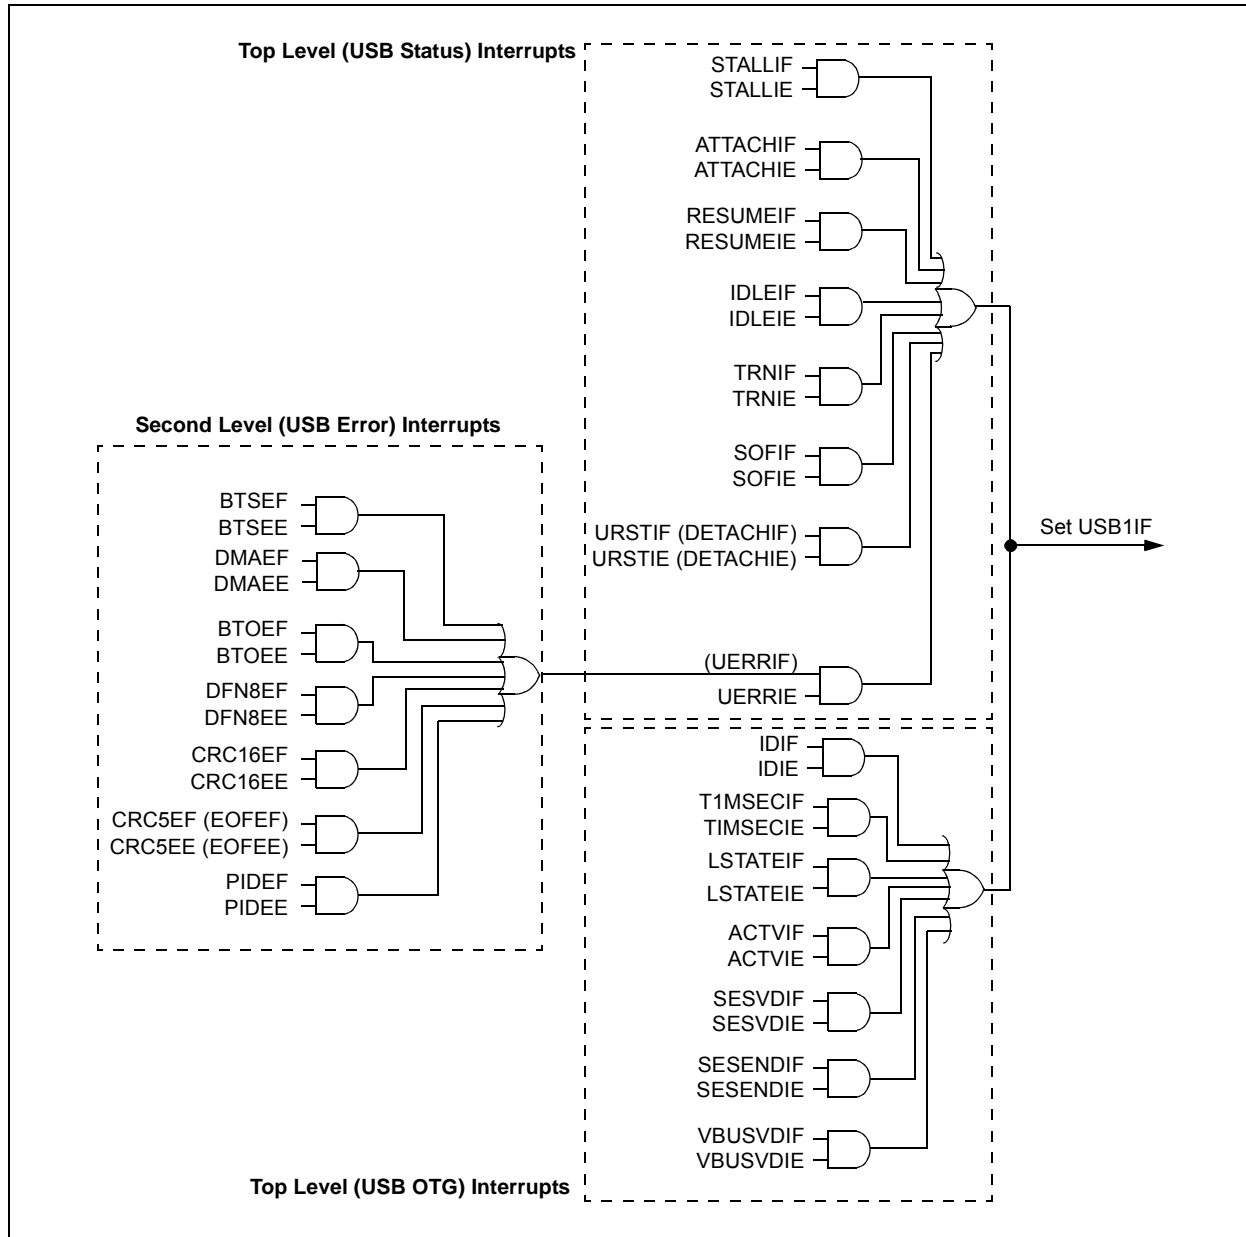 Top Level (USB Status) Interrupts
STALLIF
STALLIE
ATTACHIF
ATTACHIE
RESUMEIF
RESUMEIE
IDLEIF
IDLEIE
TRNIF
TRNIE
SOFIF
SOFIE
URSTIF (DETACHIF)
URSTIE (DETACHIE)
(UERRIF)
UERRIE
Second Level (USB Error) Interrupts
BTSEF
BTSEE
DMAEF
DMAEE
BTOEF
BTOEE
DFN8EF
DFN8EE
CRC16EF
CRC16EE
CRC5EF (EOFEF)
CRC5EE (EOFEE)
PIDEF
PIDEE
Set USB1IF
IDIF
IDIE
T1MSECIF
TIMSECIE
LSTATEIF
LSTATEIE
ACTVIF
ACTVIE
SESVDIF
SESVDIE
SESENDIF
SESENDIE
VBUSVDIF
VBUSVDIE
Top Level (USB OTG) Interrupts